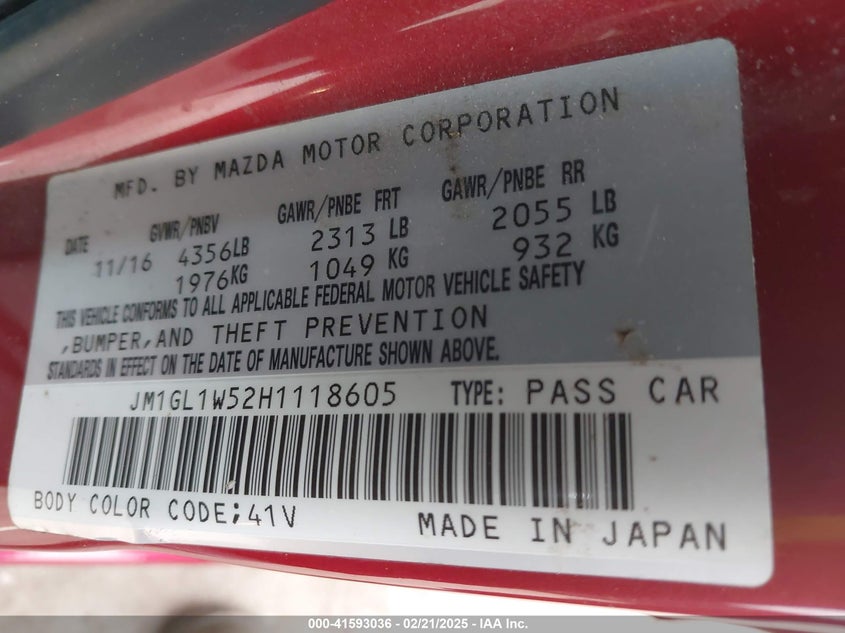 MFD. BY MAZDA MOTOR CORPORATION
DATE GVWR/PNBV GAWR/PNBE FRT GAWR/PNBE RR
11/16 4356LB 2313 LB 2055 LB
1976KG 1049 KG 932 KG
THIS VEHICLE CONFORMS TO ALL APPLICABLE FEDERAL MOTOR VEHICLE SAFETY
,BUMPER,AND THEFT PREVENTION
STANDARDS IN EFFECT ON THE DATE OF MANUFACTURE SHOWN ABOVE.
JM1GL1W52H1118605 TYPE: PASS CAR
BODY COLOR CODE;41V MADE IN JAPAN
000-41593036 - 02/21/2025 - IAA Inc.